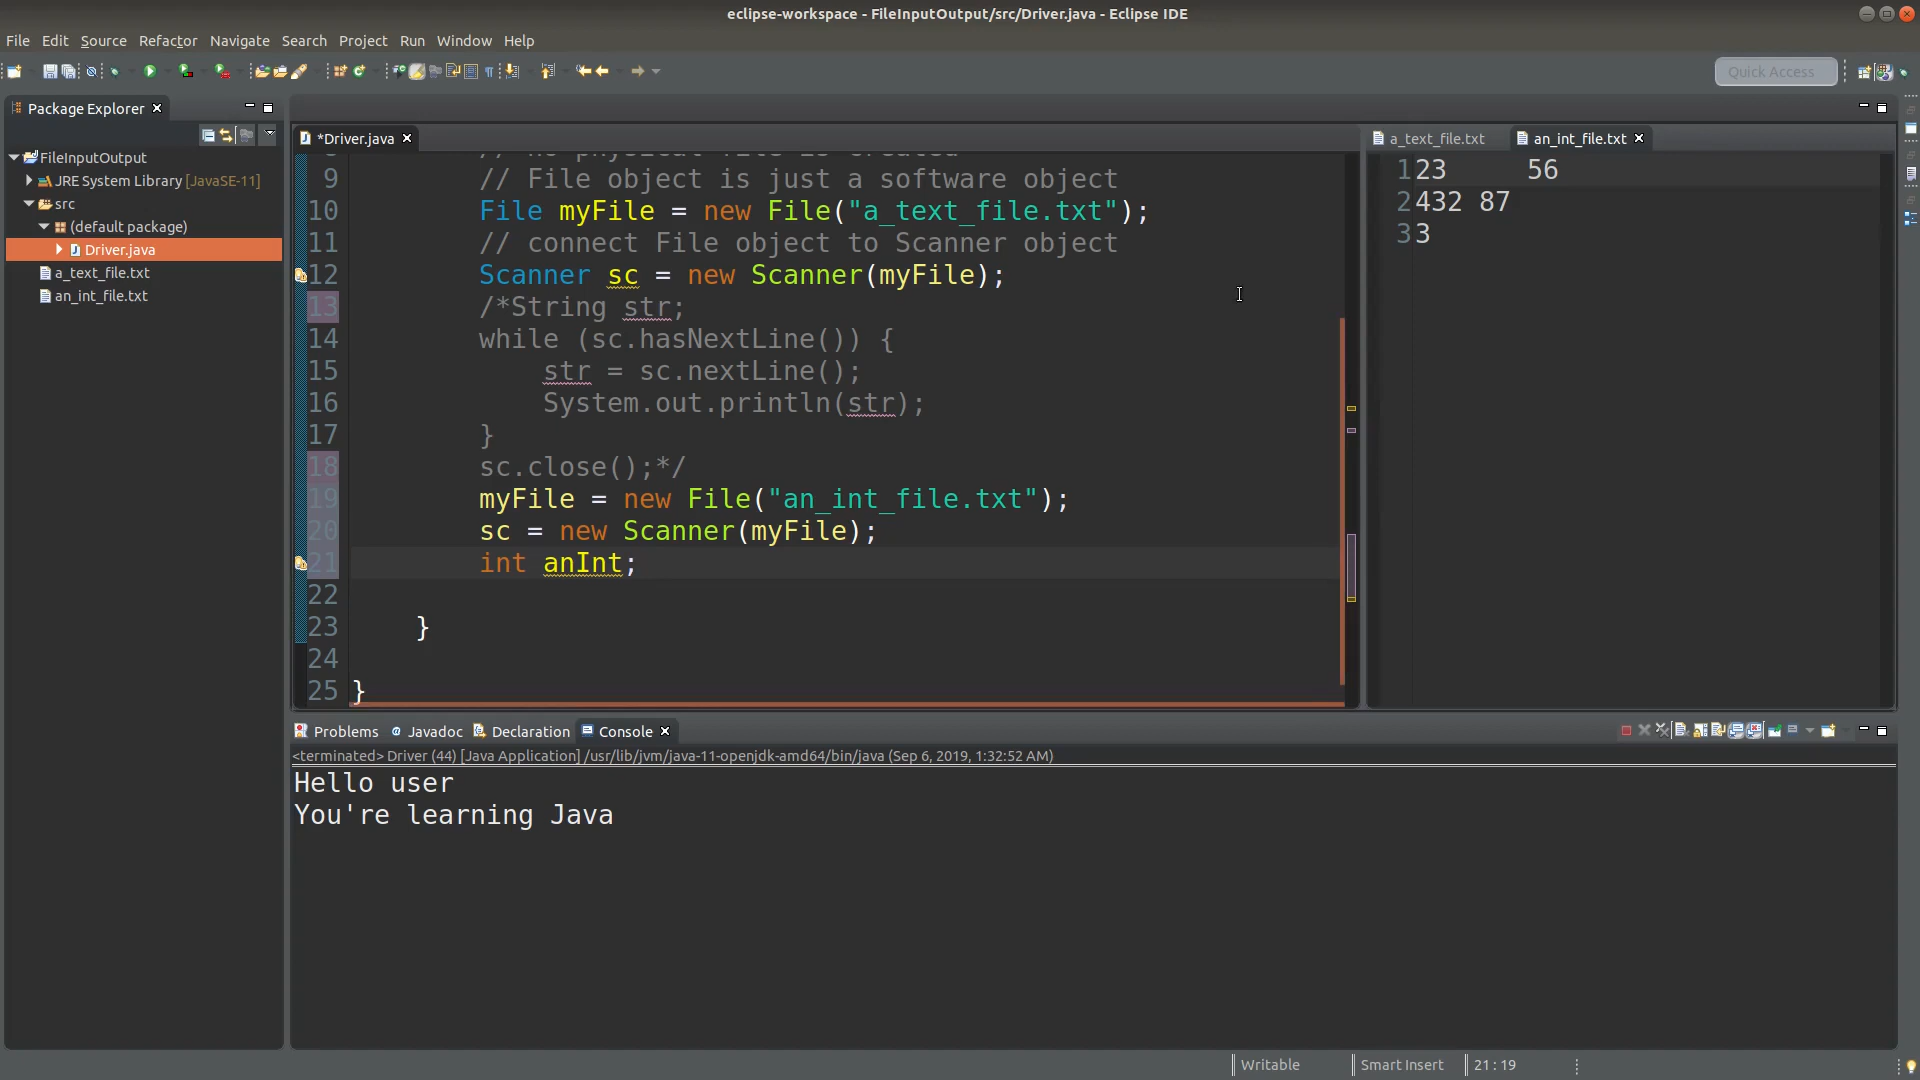 eclipse-workspace - FileInputOutput/src/Driver.java - Eclipse IDE
File Edit Source Refactor Navigate Search Project Run Window Help
Quick Access
Package Explorer
FileInputOutput
JRE System Library [JavaSE-11]
src
(default package)
Driver.java
a_text_file.txt
an_int_file.txt
*Driver.java
9 // File object is just a software object
10 File myFile = new File("a_text_file.txt");
11 // connect File object to Scanner object
12 Scanner sc = new Scanner(myFile);
13 /*String str;
14 while (sc.hasNextLine()) {
15 str = sc.nextLine();
16 System.out.println(str);
17 }
18 sc.close();*/
19 myFile = new File("an_int_file.txt");
20 sc = new Scanner(myFile);
21 int anInt;
22
23 }
24
25 }
a_text_file.txt an_int_file.txt
1 23 56
2 432 87
3 3
Problems Javadoc Declaration Console
<terminated> Driver (44) [Java Application] /usr/lib/jvm/java-11-openjdk-amd64/bin/java (Sep 6, 2019, 1:32:52 AM)
Hello user
You're learning Java
Writable Smart Insert 21 : 19